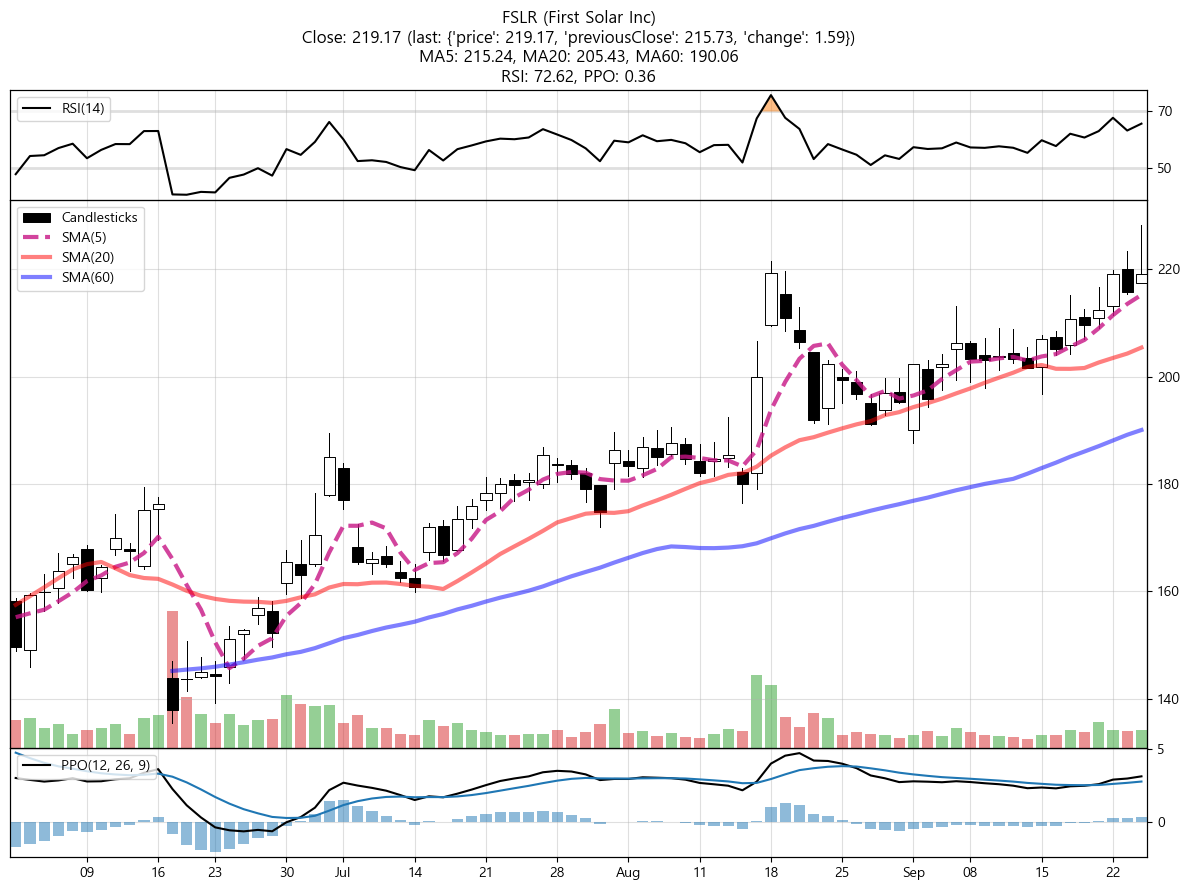 FSLR (First Solar Inc)
Close: 219.17 (last: {'price': 219.17, 'previousClose': 215.73, 'change': 1.59})
MA5: 215.24, MA20: 205.43, MA60: 190.06
RSI: 72.62, PPO: 0.36
RSI(14)
70
50
Candlesticks
SMA(5)
SMA(20)
SMA(60)
220
200
180
160
140
PPO(12, 26, 9)
5
0
09 16 23 30 Jul 14 21 28 Aug 11 18 25 Sep 08 15 22